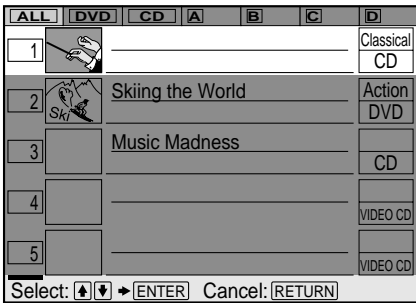 ALL DVD CD A B C D
1 Classical
CD
2 Ski Skiing the World Action
DVD
3 Music Madness
CD
4
VIDEO CD
5
VIDEO CD
Select: ENTER Cancel: RETURN